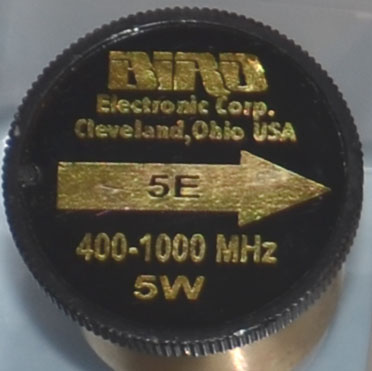 BIRD
Electronic Corp.
Cleveland, Ohio USA
5E
400-1000 MHz
5W